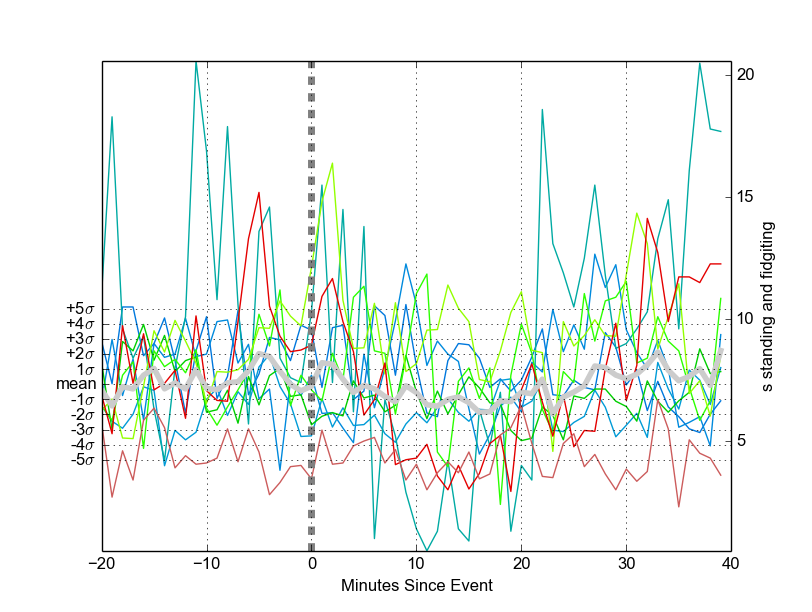 20
15
10
5
+5σ
+4σ
+3σ
+2σ
1σ
mean
-1σ
-2σ
-3σ
-4σ
-5σ
s standing and fidgiting
−20
−10
0
10
20
30
40
Minutes Since Event